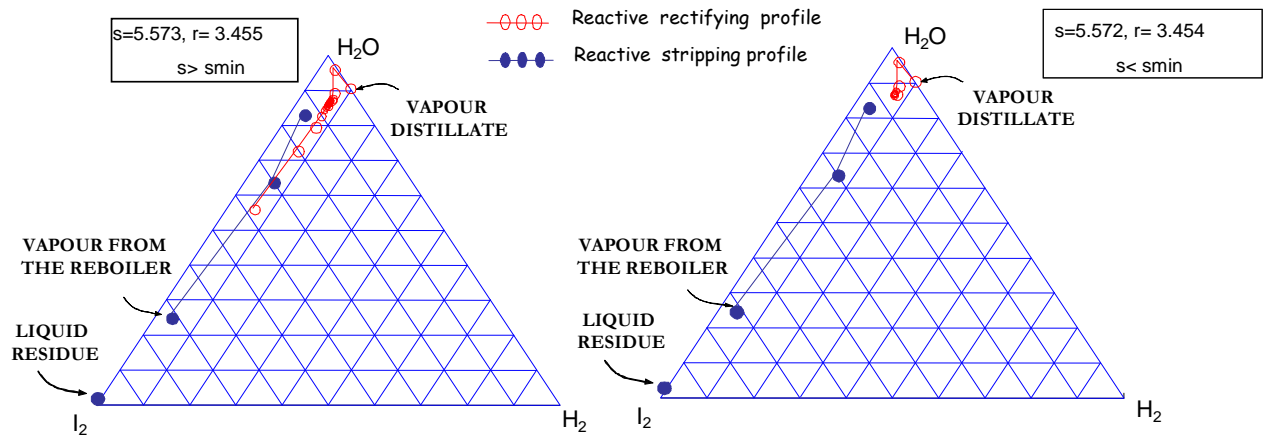 s=5.573, r= 3.455
s> smin
Reactive rectifying profile
Reactive stripping profile
s=5.572, r= 3.454
s< smin
H2O
VAPOUR
DISTILLATE
VAPOUR FROM
THE REBOILER
LIQUID
RESIDUE
I2
H2
H2O
VAPOUR
DISTILLATE
VAPOUR FROM
THE REBOILER
LIQUID
RESIDUE
I2
H2